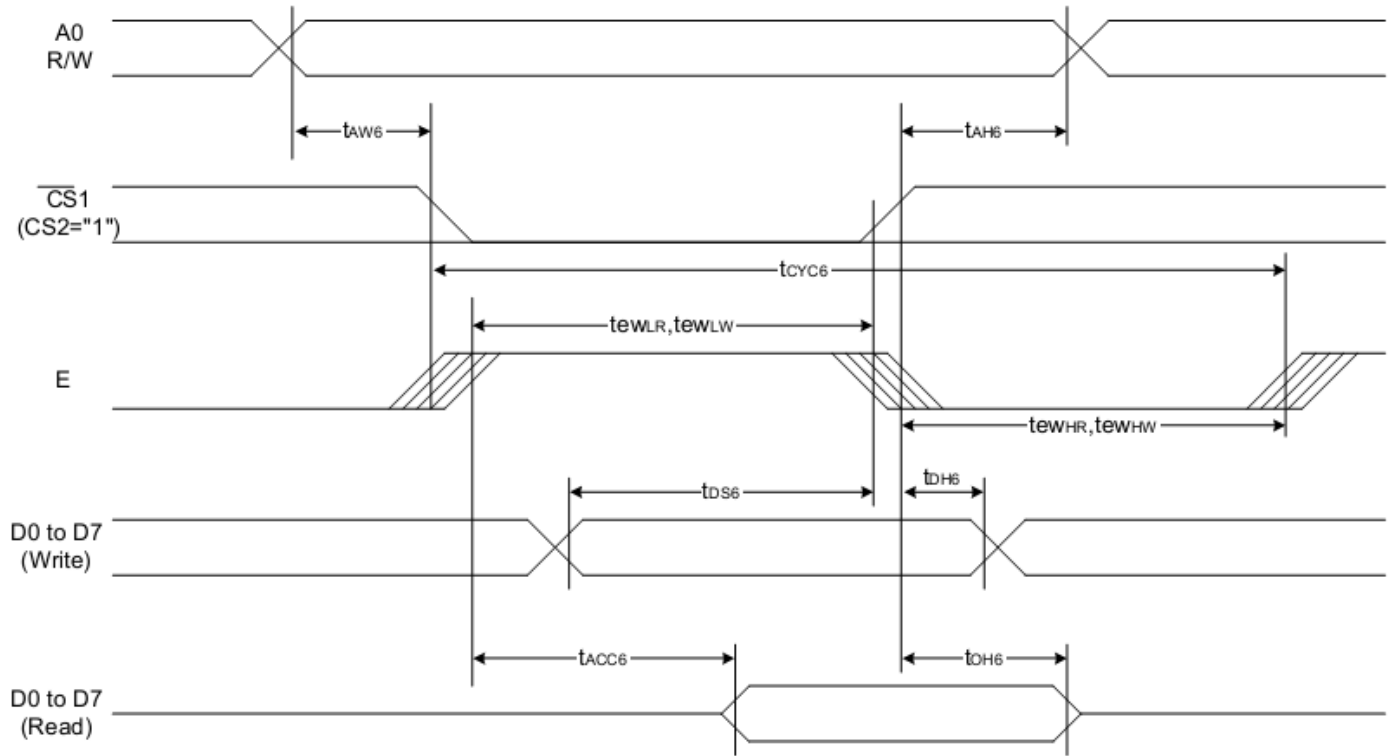 A0
R/W
tAW6
tAH6
CS1
(CS2="1")
tCYC6
tewLR,tewLW
E
tewHR,tewHW
tDS6
tDH6
D0 to D7
(Write)
tACC6
tOH6
D0 to D7
(Read)